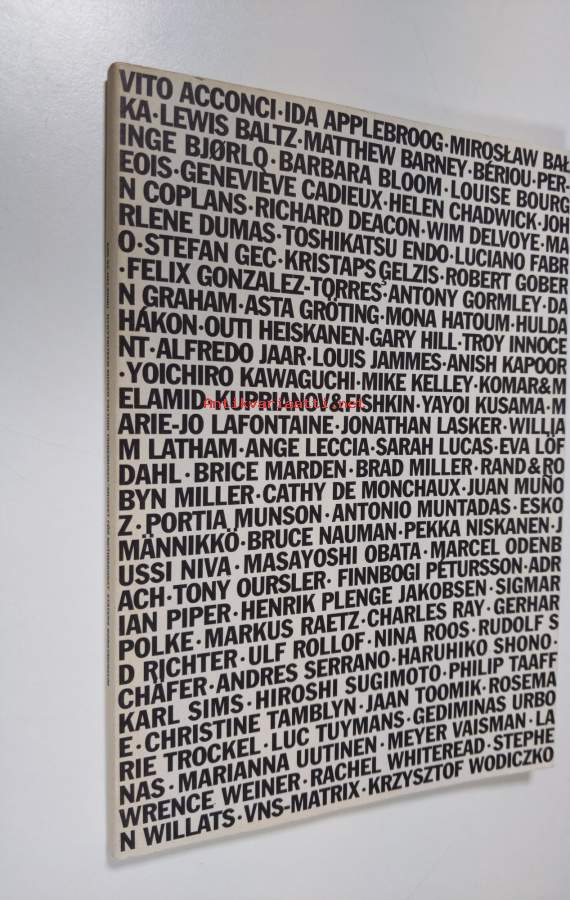 VITO ACCONCI·IDA APPLEBROOG·MIROSŁAW BAŁ
KA·LEWIS BALTZ·MATTHEW BARNEY·BÉRIOU·PER-
INGE BJØRLO·BARBARA BLOOM·LOUISE BOURG
EOIS·GENEVIÈVE CADIEUX·HELEN CHADWICK·JOH
N COPLANS·RICHARD DEACON·WIM DELVOYE·MA
RLENE DUMAS·TOSHIKATSU ENDO·LUCIANO FABR
O·STEFAN GEC·KRISTAPS ĢELZIS·ROBERT GOBER
·FELIX GONZALEZ-TORRES·ANTONY GORMLEY·DA
N GRAHAM·ASTA GRÖTING·MONA HATOUM·HULDA
HÁKON·OUTI HEISKANEN·GARY HILL·TROY INNOCE
NT·ALFREDO JAAR·LOUIS JAMMES·ANISH KAPOOR
·YOICHIRO KAWAGUCHI·MIKE KELLEY·KOMAR&M
ELAMID· SHKIN·YAYOI KUSAMA·M
antikvariaatti.net
ARIE-JO LAFONTAINE·JONATHAN LASKER·WILLIA
M LATHAM·ANGE LECCIA·SARAH LUCAS·EVA LÖF
DAHL·BRICE MARDEN·BRAD MILLER·RAND&RO
BYN MILLER·CATHY DE MONCHAUX·JUAN MUÑO
Z·PORTIA MUNSON·ANTONIO MUNTADAS·ESKO
MÄNNIKKÖ·BRUCE NAUMAN·PEKKA NISKANEN·J
USSI NIVA·MASAYOSHI OBATA·MARCEL ODENB
ACH·TONY OURSLER·FINNBOGI PÉTURSSON·ADR
IAN PIPER·HENRIK PLENGE JAKOBSEN·SIGMAR
POLKE·MARKUS RAETZ·CHARLES RAY·GERHAR
D RICHTER·ULF ROLLOF·NINA ROOS·RUDOLF S
CHÄFER·ANDRES SERRANO·HARUHIKO SHONO·
KARL SIMS·HIROSHI SUGIMOTO·PHILIP TAAFF
E·CHRISTINE TAMBLYN·JAAN TOOMIK·ROSEMA
RIE TROCKEL·LUC TUYMANS·GEDIMINAS URBO
NAS·MARIANNA UUTINEN·MEYER VAISMAN·LA
WRENCE WEINER·RACHEL WHITEREAD·STEPHE
N WILLATS·VNS-MATRIX·KRZYSZTOF WODICZKO